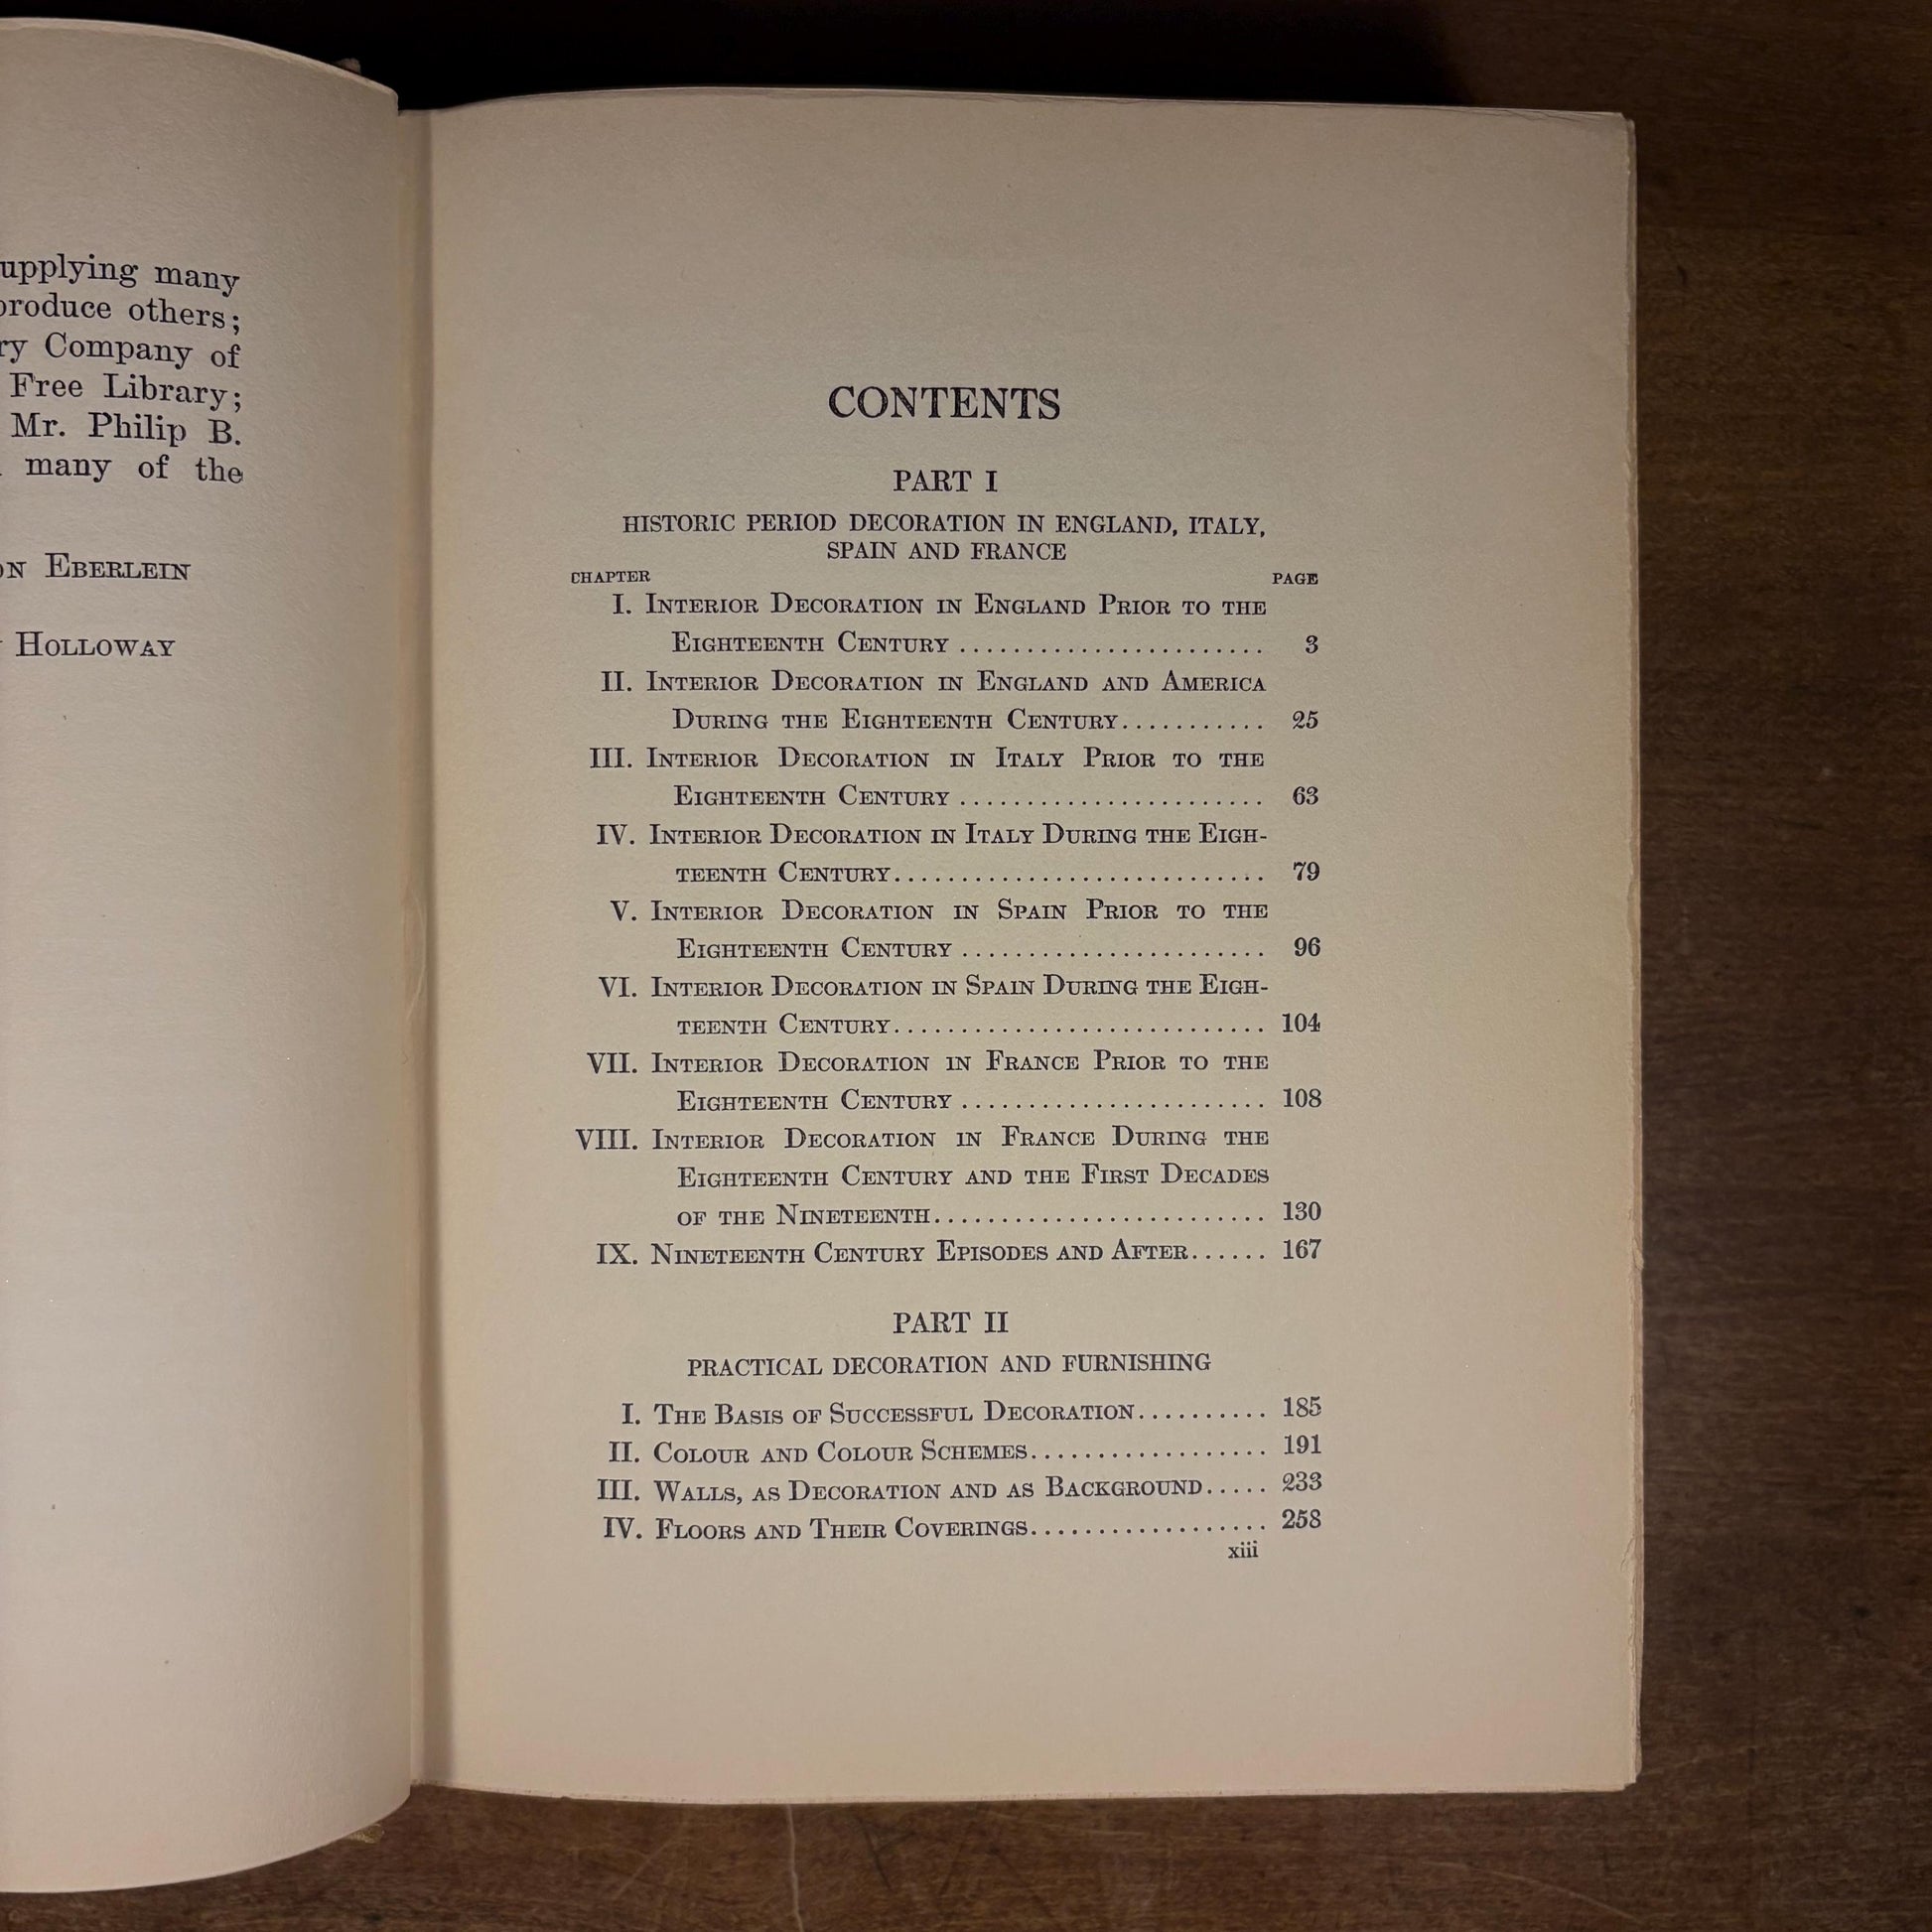 upplying many
produce others;
ry Company of
Free Library;
Mr. Philip B.
many of the
ON EBERLEIN
HOLLOWAY
CONTENTS
PART I
HISTORIC PERIOD DECORATION IN ENGLAND, ITALY,
SPAIN AND FRANCE
CHAPTER PAGE
I. INTERIOR DECORATION IN ENGLAND PRIOR TO THE
EIGHTEENTH CENTURY ........................ 3
II. INTERIOR DECORATION IN ENGLAND AND AMERICA
DURING THE EIGHTEENTH CENTURY........... 25
III. INTERIOR DECORATION IN ITALY PRIOR TO THE
EIGHTEENTH CENTURY ........................ 63
IV. INTERIOR DECORATION IN ITALY DURING THE EIGH-
TEENTH CENTURY............................ 79
V. INTERIOR DECORATION IN SPAIN PRIOR TO THE
EIGHTEENTH CENTURY ........................ 96
VI. INTERIOR DECORATION IN SPAIN DURING THE EIGH-
TEENTH CENTURY............................ 104
VII. INTERIOR DECORATION IN FRANCE PRIOR TO THE
EIGHTEENTH CENTURY ........................ 108
VIII. INTERIOR DECORATION IN FRANCE DURING THE
EIGHTEENTH CENTURY AND THE FIRST DECADES
OF THE NINETEENTH......................... 130
IX. NINETEENTH CENTURY EPISODES AND AFTER...... 167
PART II
PRACTICAL DECORATION AND FURNISHING
I. THE BASIS OF SUCCESSFUL DECORATION.......... 185
II. COLOUR AND COLOUR SCHEMES.................. 191
III. WALLS, AS DECORATION AND AS BACKGROUND..... 233
IV. FLOORS AND THEIR COVERINGS.................. 258
xiii